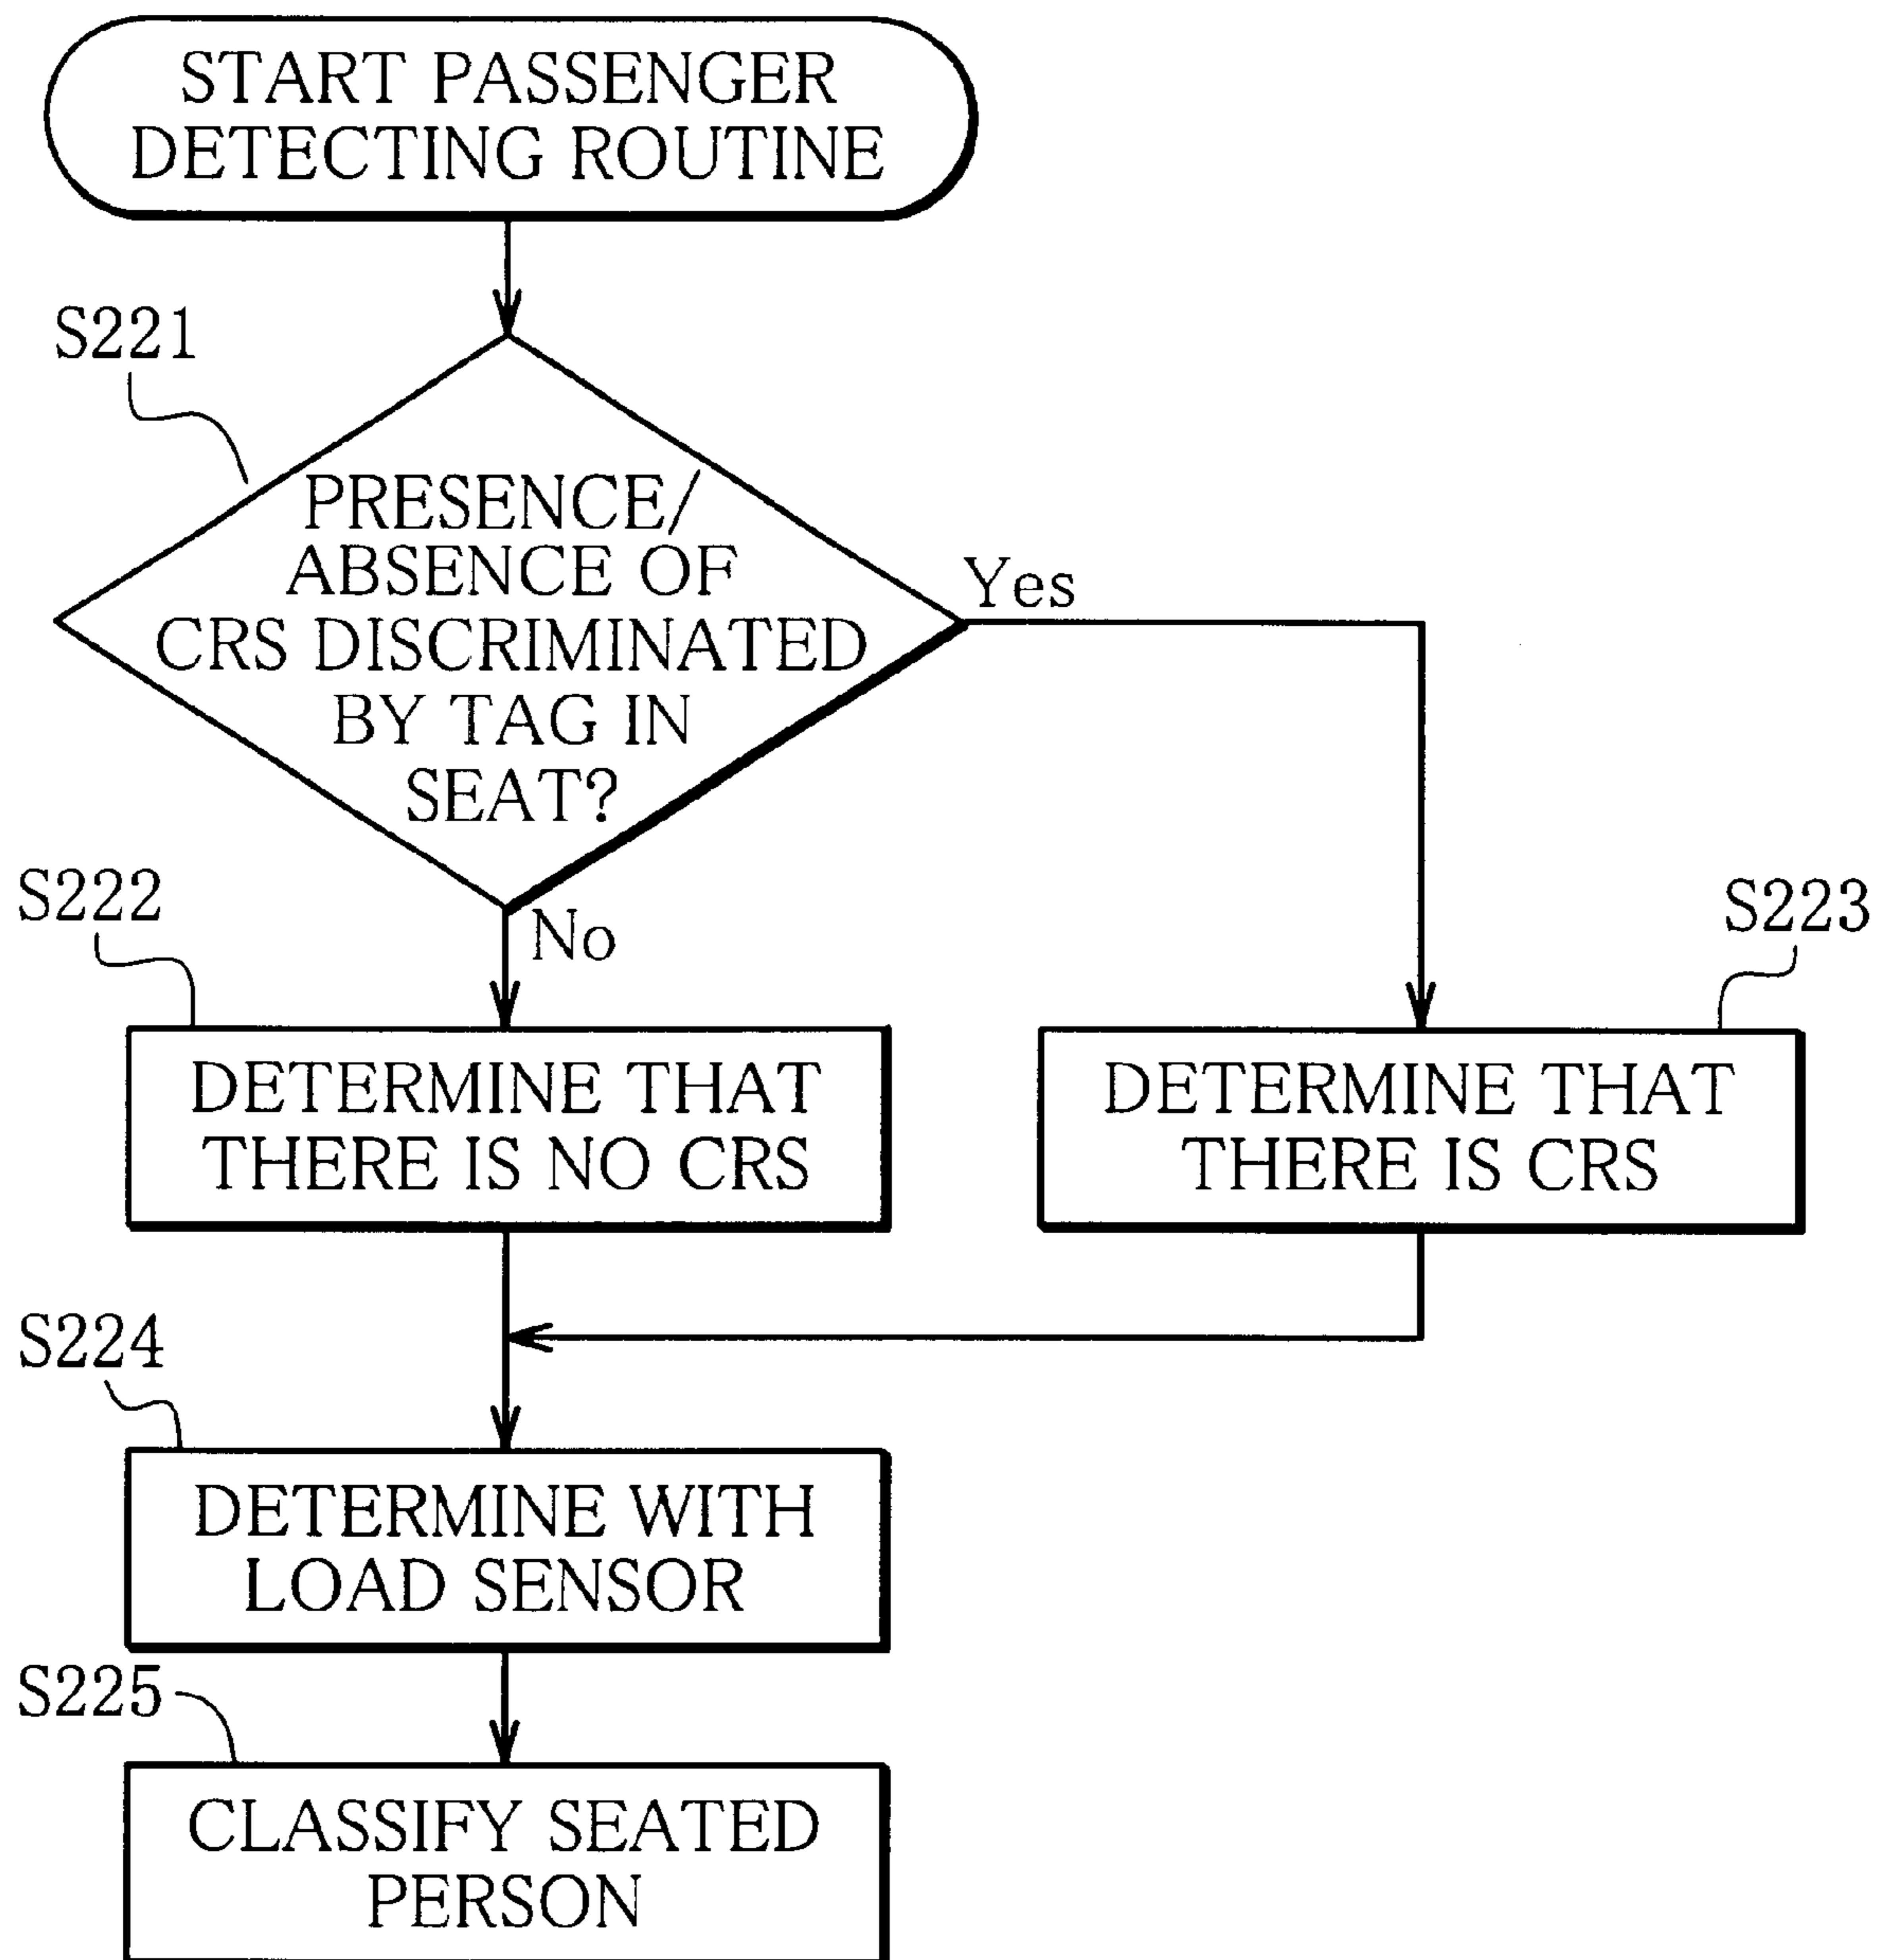 START PASSENGER
DETECTING ROUTINE
S221
PRESENCE/
ABSENCE OF
CRS DISCRIMINATED
BY TAG IN
SEAT?
Yes
No
S222
DETERMINE THAT
THERE IS NO CRS
S223
DETERMINE THAT
THERE IS CRS
S224
DETERMINE WITH
LOAD SENSOR
S225
CLASSIFY SEATED
PERSON